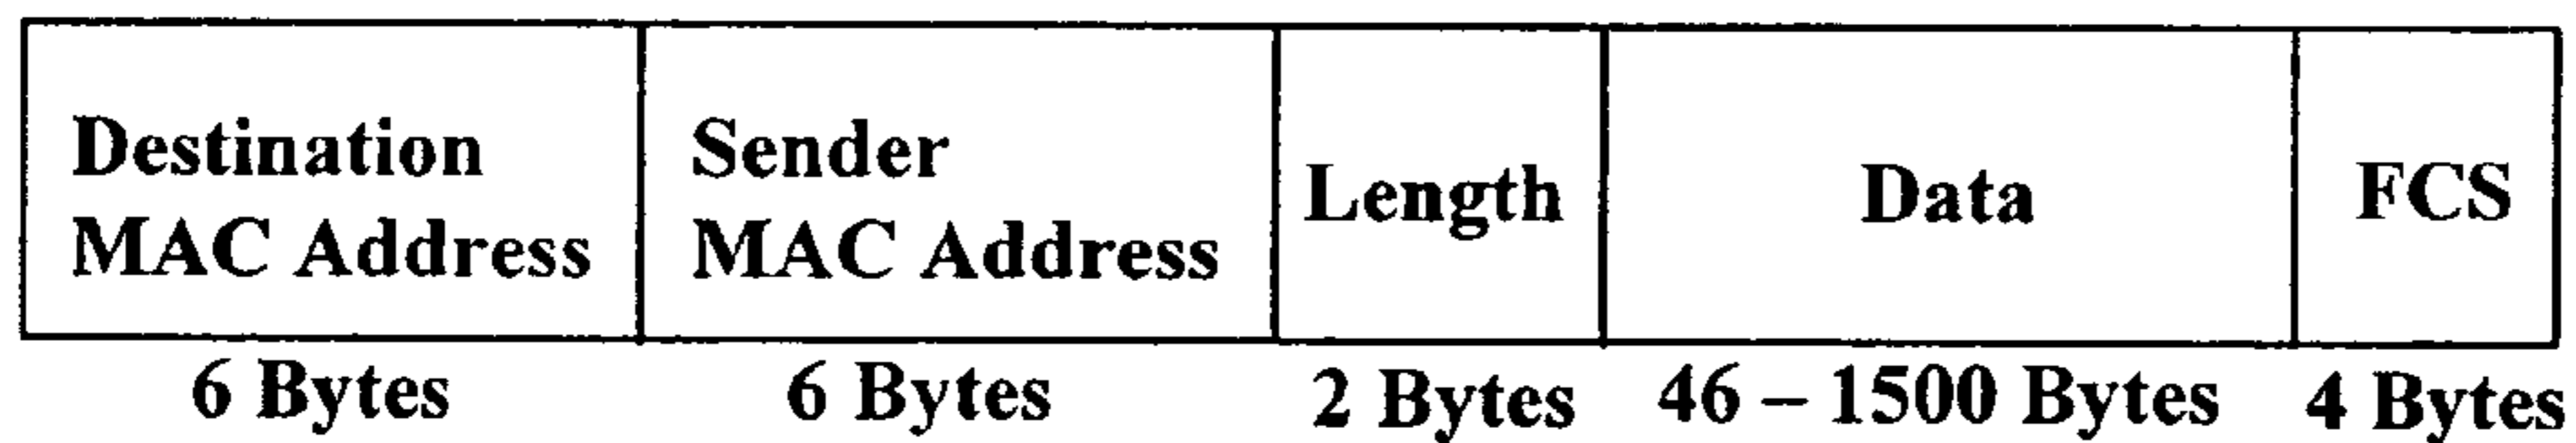 Destination
MAC Address
Sender
MAC Address
Length
Data
FCS
6 Bytes
6 Bytes
2 Bytes
46 – 1500 Bytes
4 Bytes